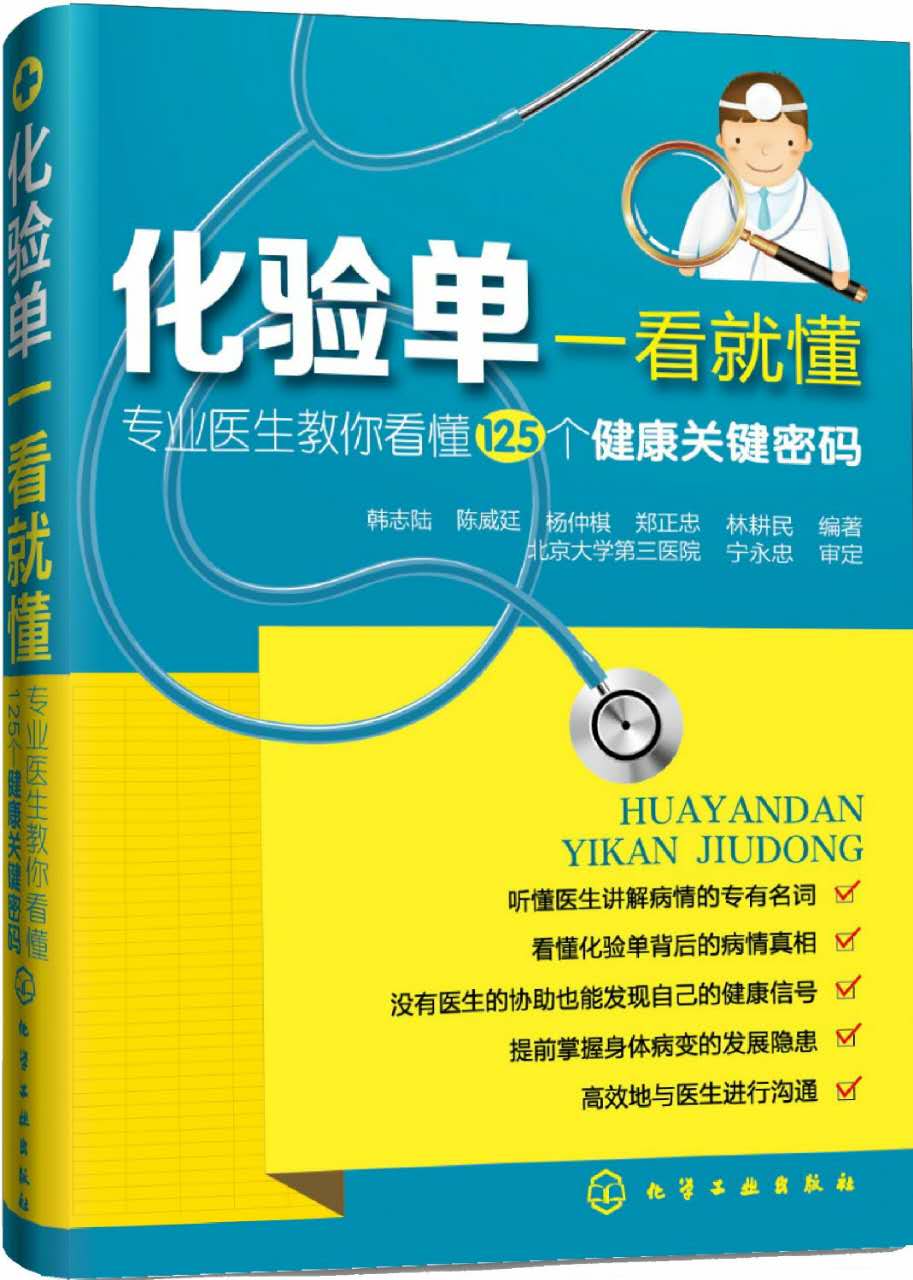 化验单一看就懂
专业医生教你看懂125个健康关键密码
韩志陆 陈威廷 杨仲棋 郑正忠 林耕民 编著
北京大学第三医院 宁永忠 审定
HUAYANDAN
YIKAN JIUDONG
听懂医生讲解病情的专有名词
看懂化验单背后的病情真相
没有医生的协助也能发现自己的健康信号
提前掌握身体病变的发展隐患
高效地与医生进行沟通
化学工业出版社
化验单一看就懂
专业医生教你看懂
125个健康关键密码
化学工业出版社